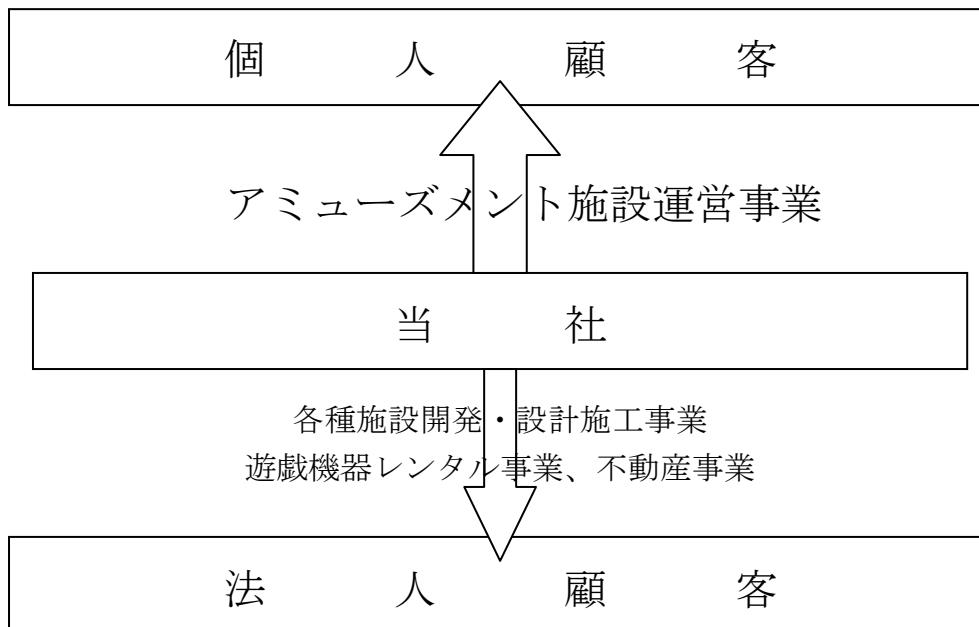 個人顧客
アミューズメント施設運営事業
当社
各種施設開発・設計施工事業
遊戯機器レンタル事業、不動産事業
法人顧客